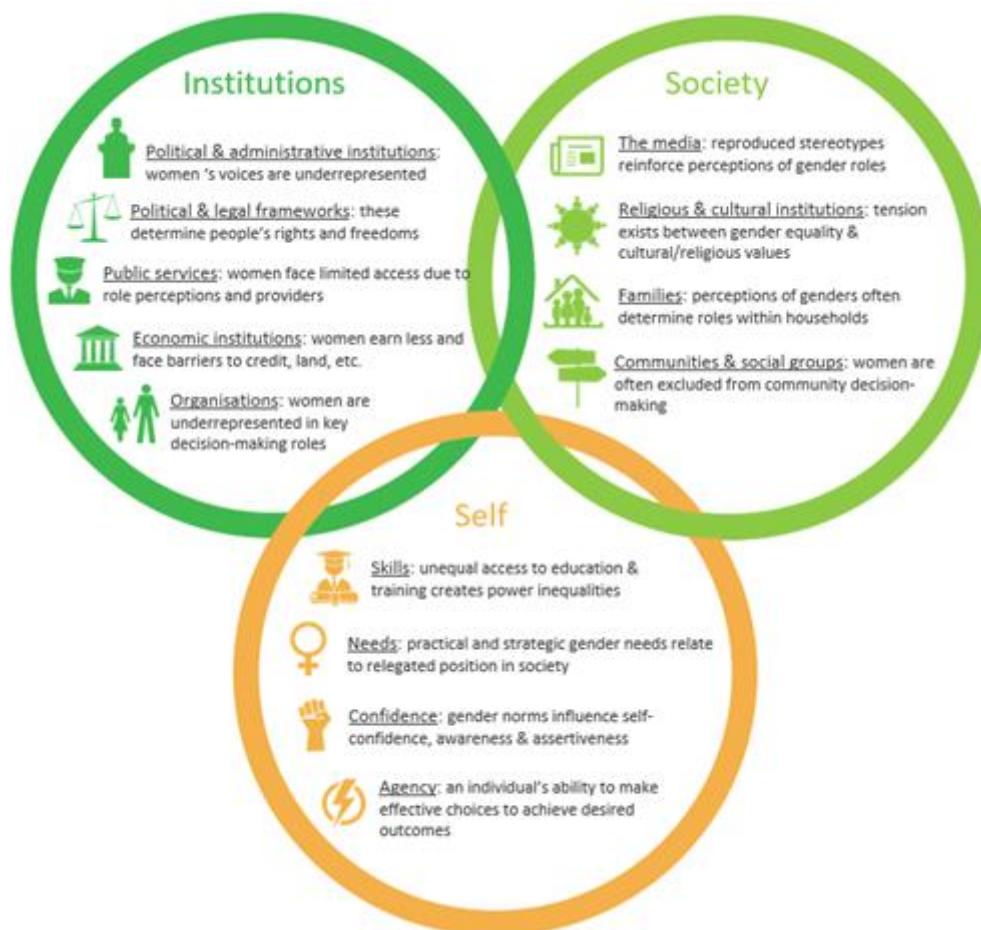 Institutions
Political & administrative institutions:
women 's voices are underrepresented
Political & legal frameworks: these
determine people's rights and freedoms
Public services: women face limited access due to
role perceptions and providers
Economic institutions: women earn less and
face barriers to credit, land, etc.
Organisations: women are
underrepresented in key
decision-making roles
Society
The media: reproduced stereotypes
reinforce perceptions of gender roles
Religious & cultural institutions: tension
exists between gender equality &
cultural/religious values
Families: perceptions of genders often
determine roles within households
Communities & social groups: women are
often excluded from community decision-
making
Self
Skills: unequal access to education &
training creates power inequalities
Needs: practical and strategic gender needs relate
to relegated position in society
Confidence: gender norms influence self-
confidence, awareness & assertiveness
Agency: an individual's ability to make
effective choices to achieve desired
outcomes